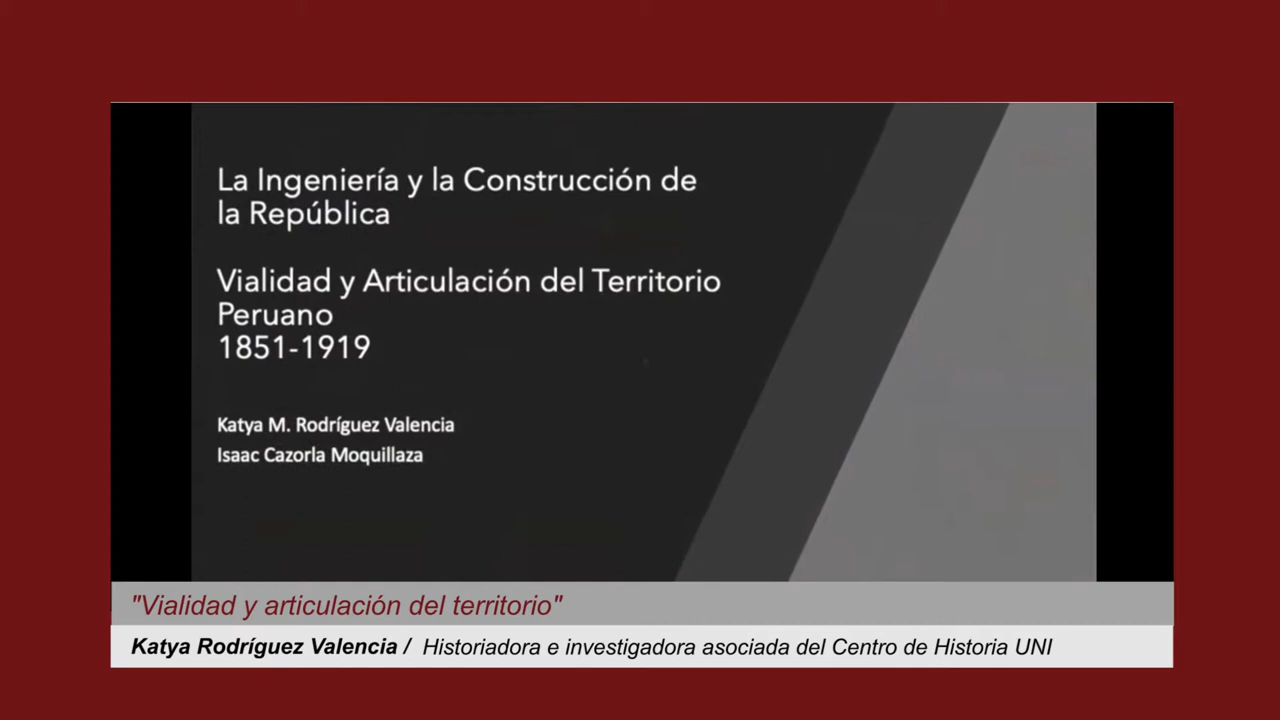 La Ingeniería y la Construcción de
la República
Vialidad y Articulación del Territorio
Peruano
1851-1919
Katya M. Rodríguez Valencia
Isaac Cazorla Moquillaza
"Vialidad y articulación del territorio"
Katya Rodríguez Valencia / Historiadora e investigadora asociada del Centro de Historia UNI